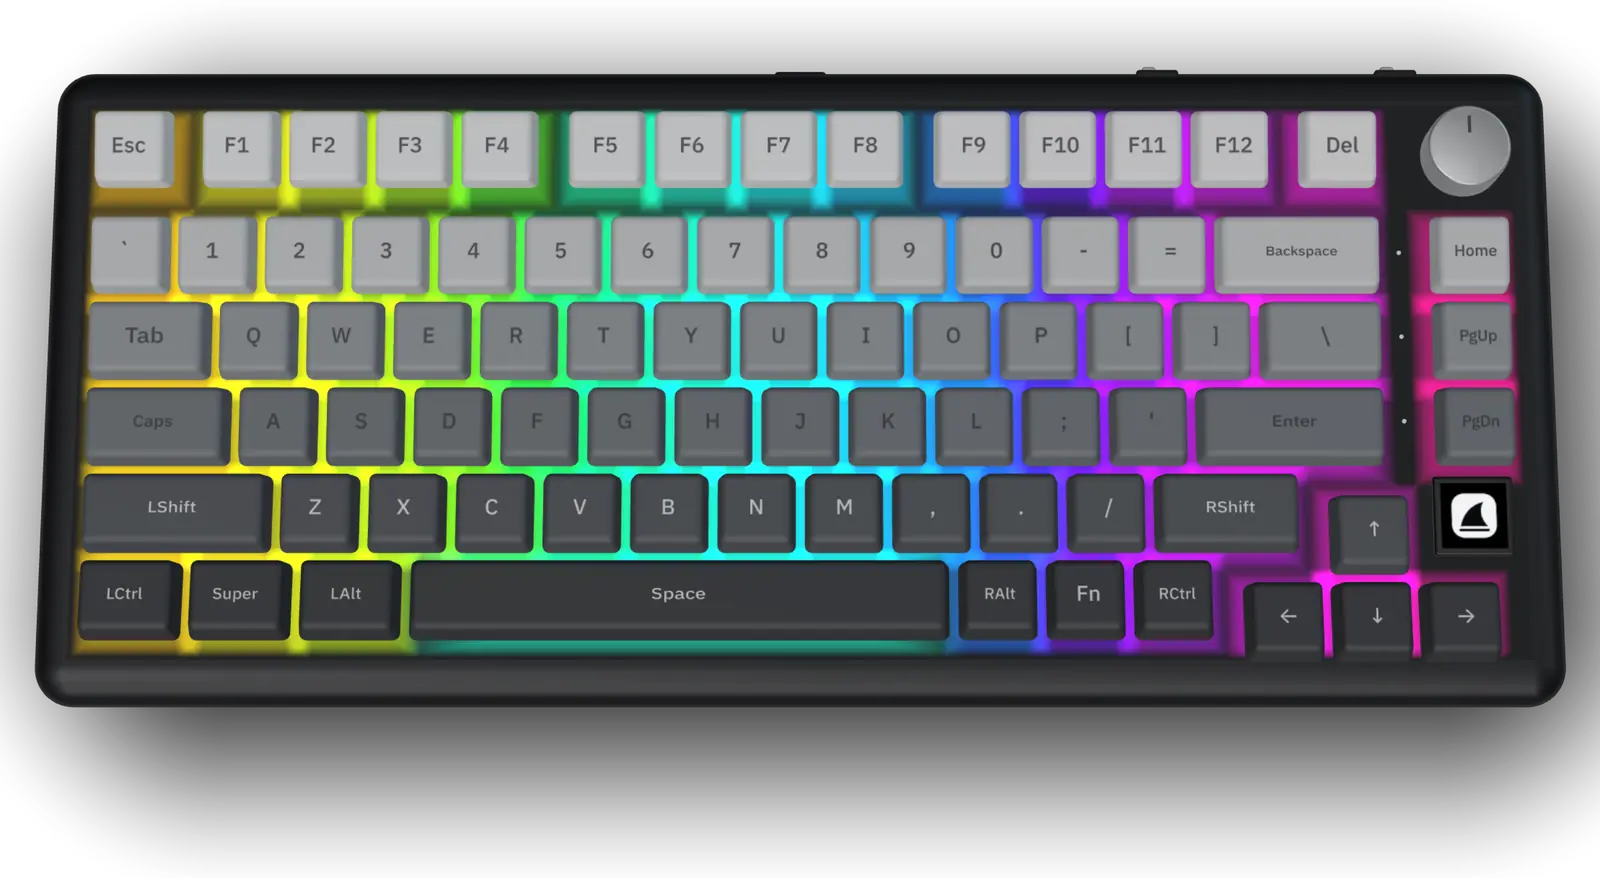 Esc F1 F2 F3 F4 F5 F6 F7 F8 F9 F10 F11 F12 Del
` 1 2 3 4 5 6 7 8 9 0 - = Backspace Home
Tab Q W E R T Y U I O P [ ] \ PgUp
Caps A S D F G H J K L ; ' Enter PgDn
LShift Z X C V B N M , . / RShift ↑
LCtrl Super LAlt Space RAlt Fn RCtrl ← ↓ →